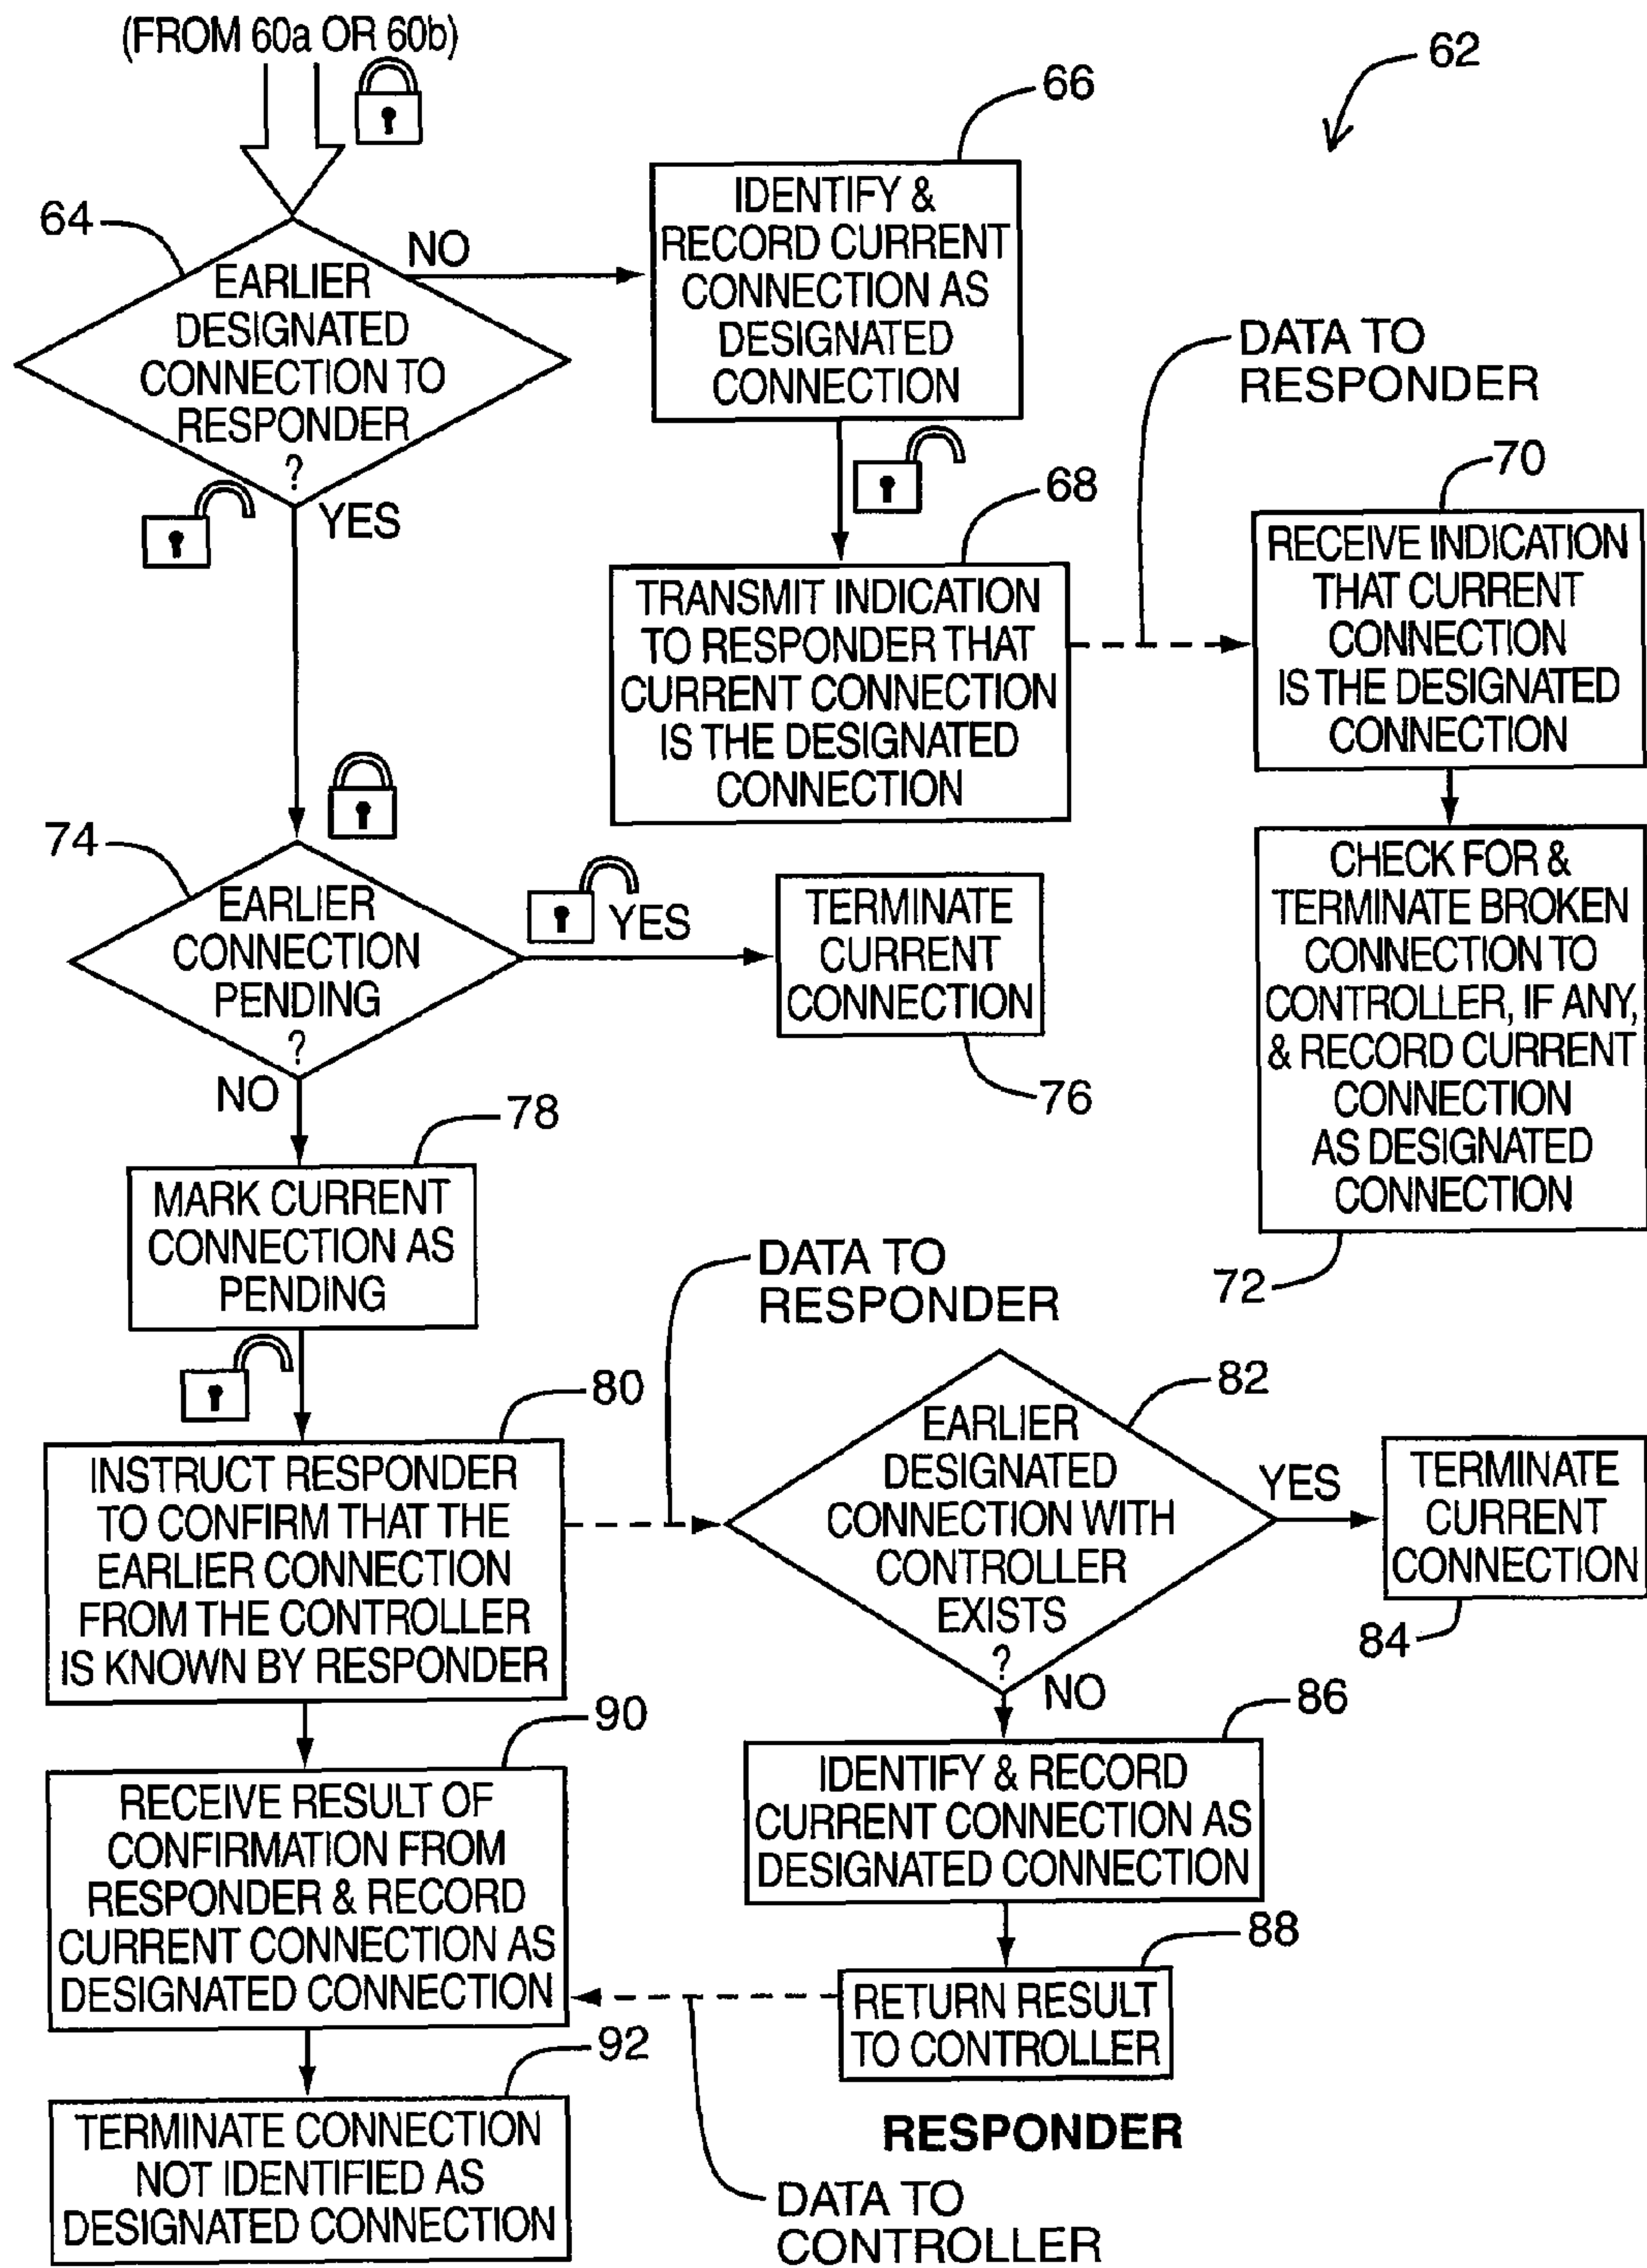 (FROM 60a OR 60b)
62
66
IDENTIFY &
RECORD CURRENT
CONNECTION AS
DESIGNATED
CONNECTION
64
NO
EARLIER
DESIGNATED
CONNECTION TO
RESPONDER
?
YES
DATA TO
RESPONDER
68
TRANSMIT INDICATION
TO RESPONDER THAT
CURRENT CONNECTION
IS THE DESIGNATED
CONNECTION
70
RECEIVE INDICATION
THAT CURRENT
CONNECTION
IS THE DESIGNATED
CONNECTION
CHECK FOR &
TERMINATE BROKEN
CONNECTION TO
CONTROLLER, IF ANY,
& RECORD CURRENT
CONNECTION
AS DESIGNATED
CONNECTION
72
74
EARLIER
CONNECTION
PENDING
?
YES
TERMINATE
CURRENT
CONNECTION
76
NO
78
MARK CURRENT
CONNECTION AS
PENDING
DATA TO
RESPONDER
80
INSTRUCT RESPONDER
TO CONFIRM THAT THE
EARLIER CONNECTION
FROM THE CONTROLLER
IS KNOWN BY RESPONDER
82
EARLIER
DESIGNATED
CONNECTION WITH
CONTROLLER
EXISTS
?
YES
TERMINATE
CURRENT
CONNECTION
84
NO
86
IDENTIFY & RECORD
CURRENT CONNECTION AS
DESIGNATED CONNECTION
88
RETURN RESULT
TO CONTROLLER
90
RECEIVE RESULT OF
CONFIRMATION FROM
RESPONDER & RECORD
CURRENT CONNECTION AS
DESIGNATED CONNECTION
92
TERMINATE CONNECTION
NOT IDENTIFIED AS
DESIGNATED CONNECTION
RESPONDER
DATA TO
CONTROLLER